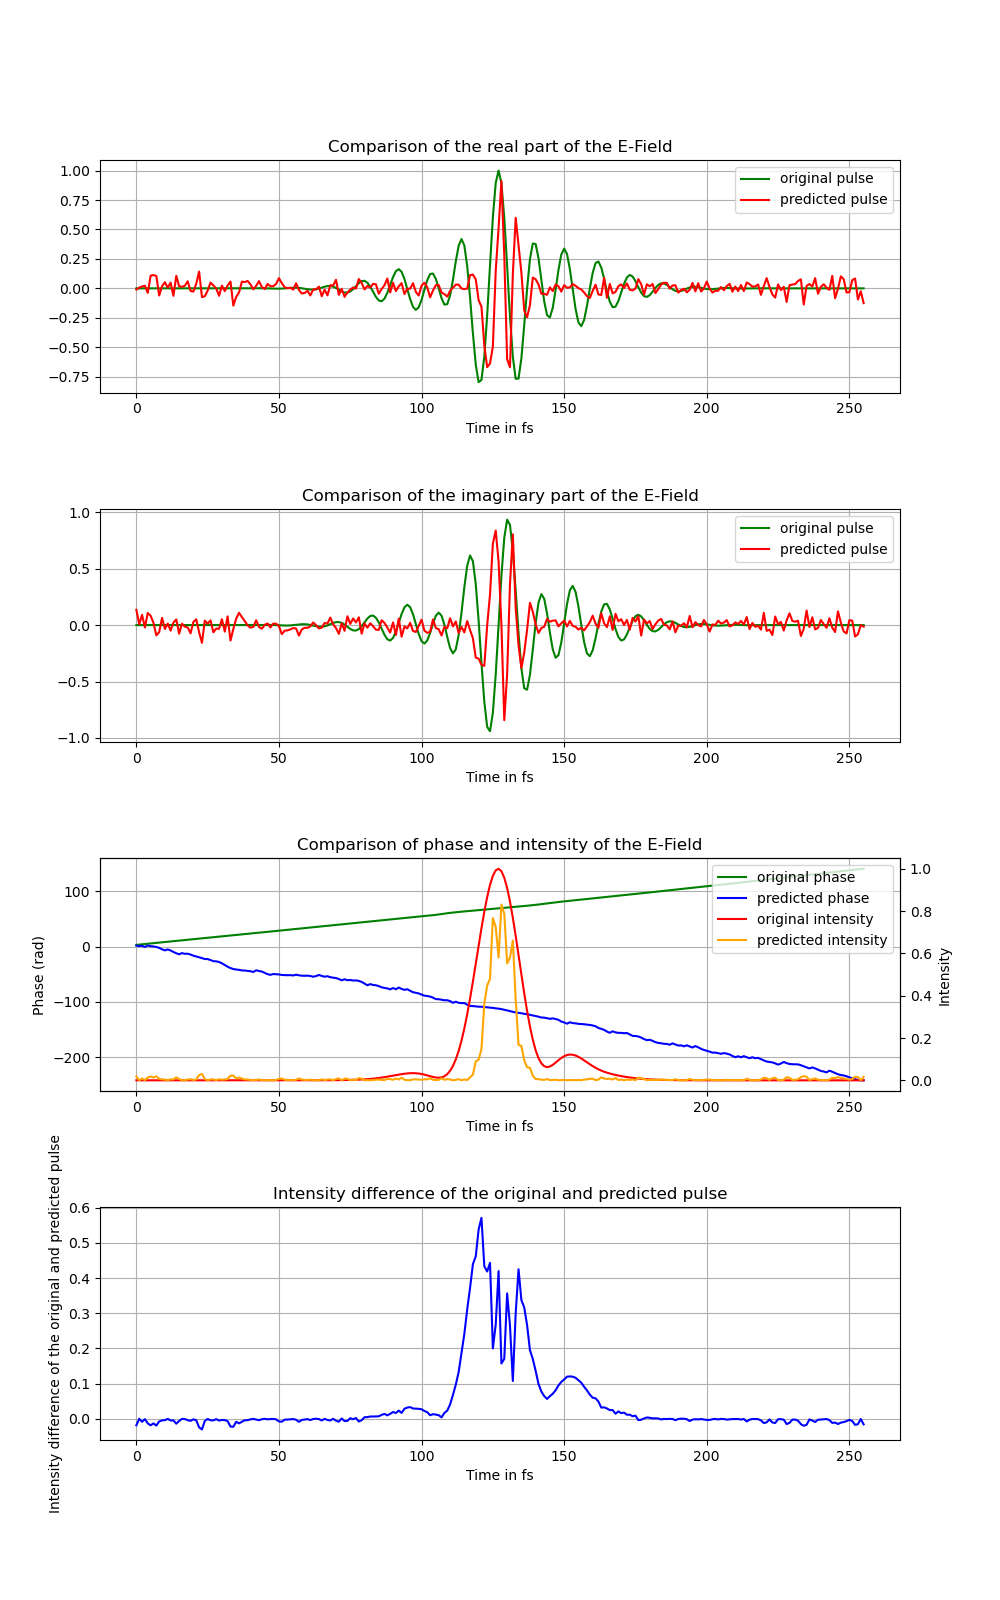 Comparison of the real part of the E-Field
1.00
0.75
0.50
0.25
0.00
−0.25
−0.50
−0.75
original pulse
predicted pulse
0 50 100 150 200 250
Time in fs
Comparison of the imaginary part of the E-Field
1.0
0.5
0.0
−0.5
−1.0
original pulse
predicted pulse
0 50 100 150 200 250
Time in fs
Comparison of phase and intensity of the E-Field
Phase (rad)
100
0
−100
−200
original phase
predicted phase
original intensity
predicted intensity
1.0
0.8
0.6
0.4
0.2
0.0
Intensity
0 50 100 150 200 250
Time in fs
Intensity difference of the original and predicted pulse
Intensity difference of the original and predicted pulse
0.6
0.5
0.4
0.3
0.2
0.1
0.0
0 50 100 150 200 250
Time in fs